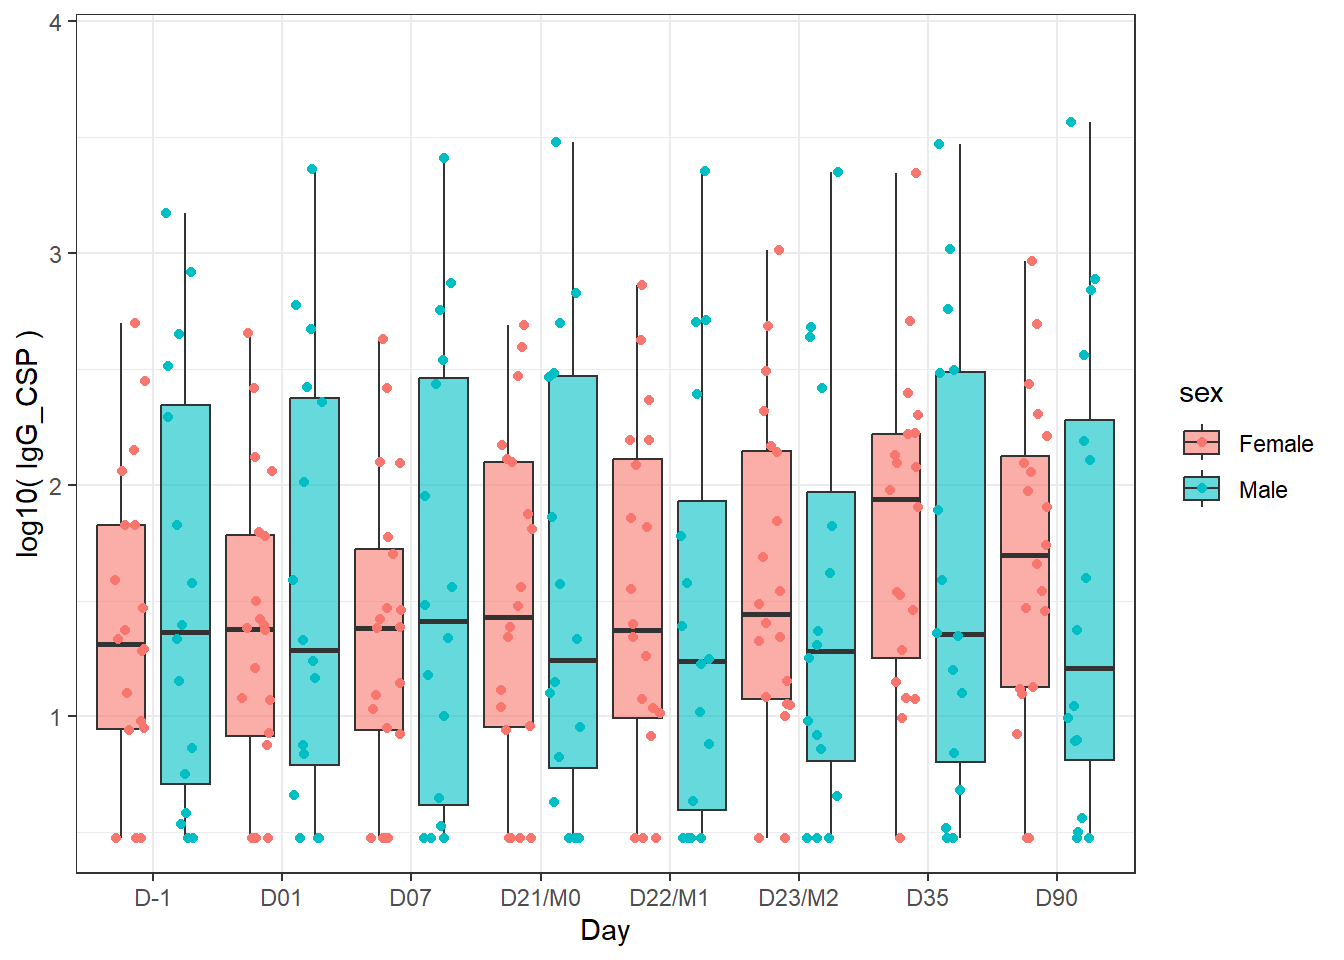 4
3
2
1
log10( IgG_CSP )
D-1 D01 D07 D21/M0 D22/M1 D23/M2 D35 D90
Day
sex
Female
Male